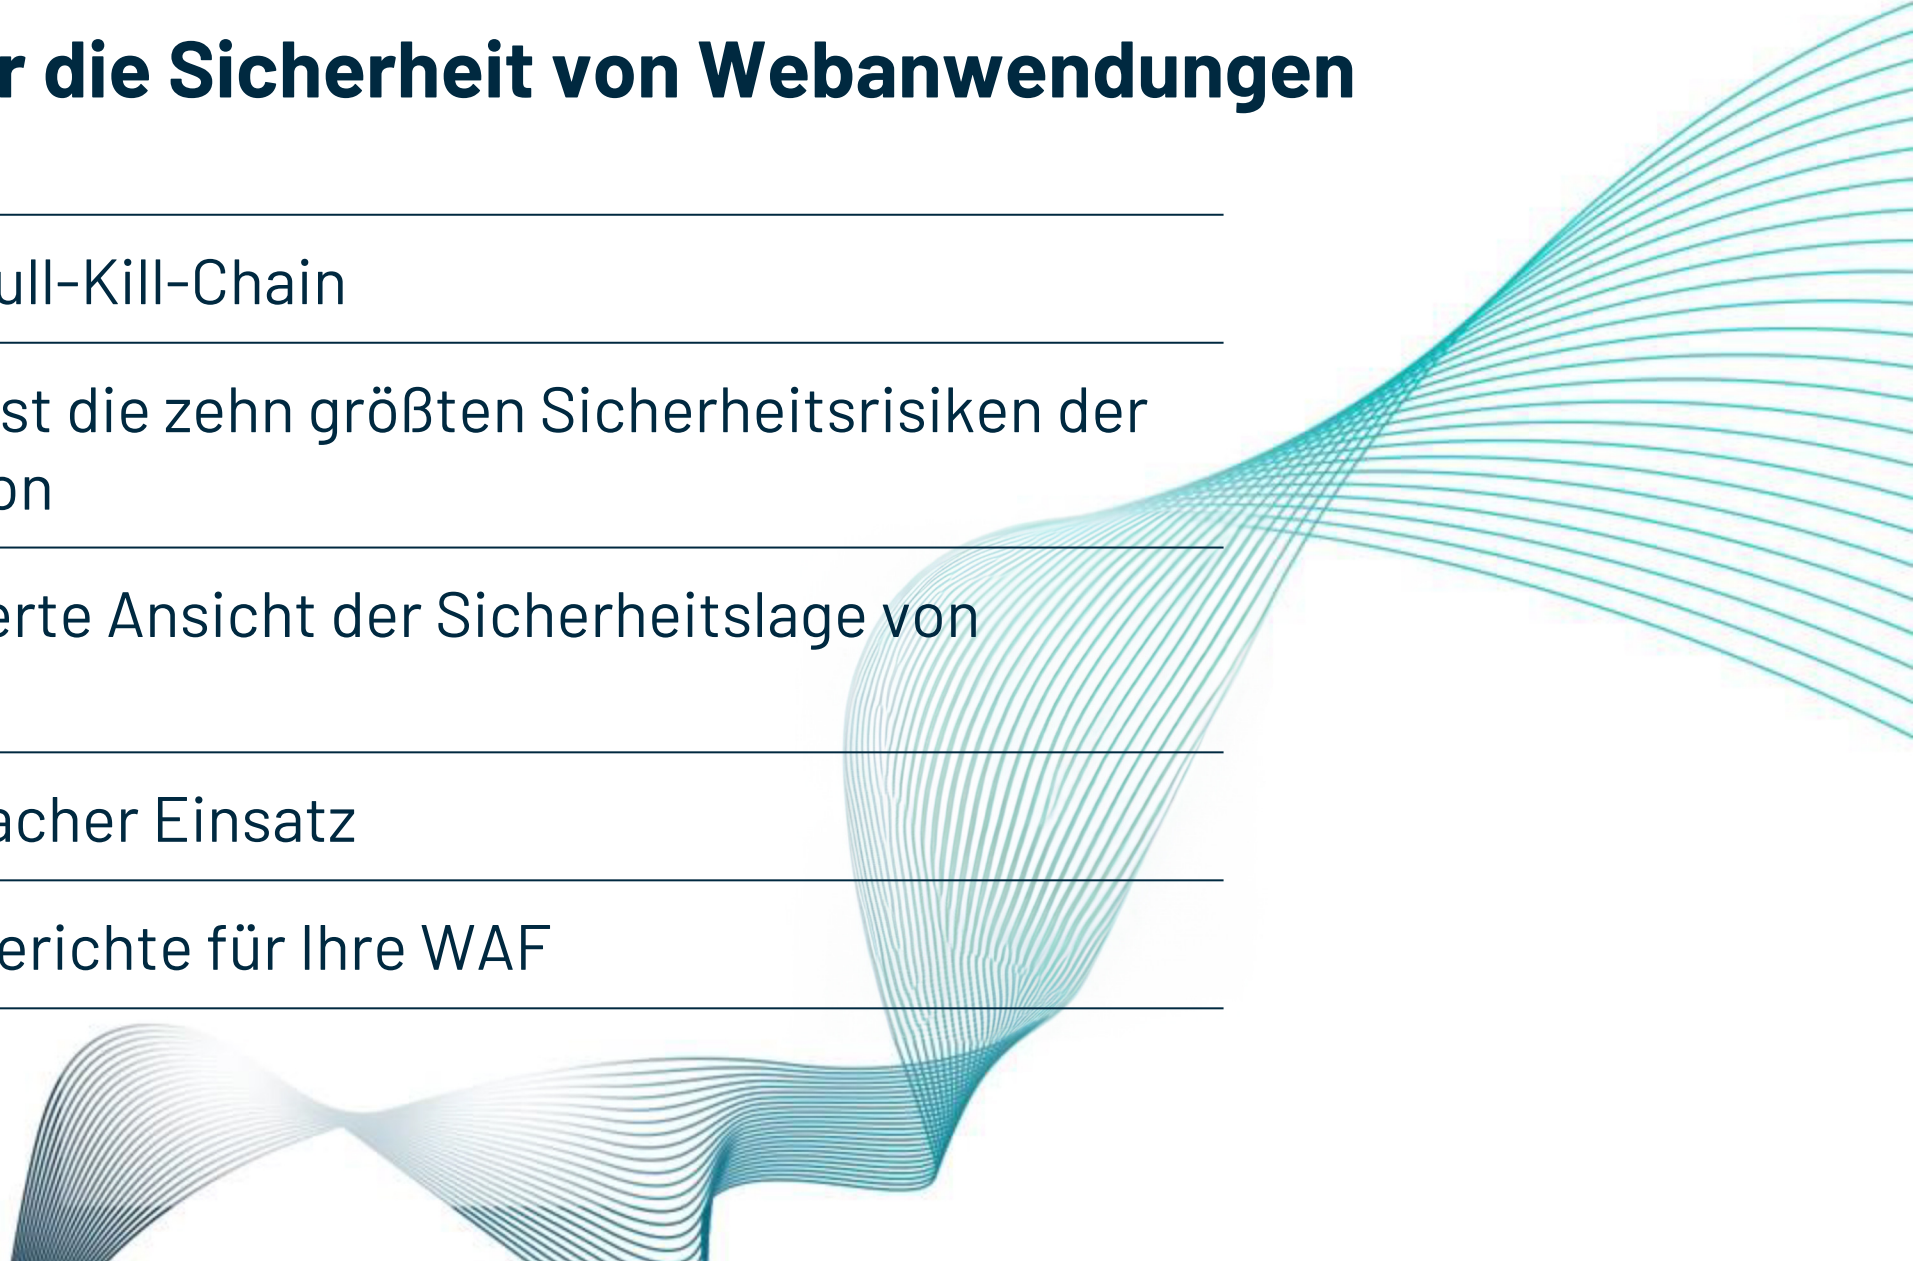 r die Sicherheit von Webanwendungen
ull-Kill-Chain
st die zehn größten Sicherheitsrisiken der
on
erte Ansicht der Sicherheitslage von
acher Einsatz
erichte für Ihre WAF